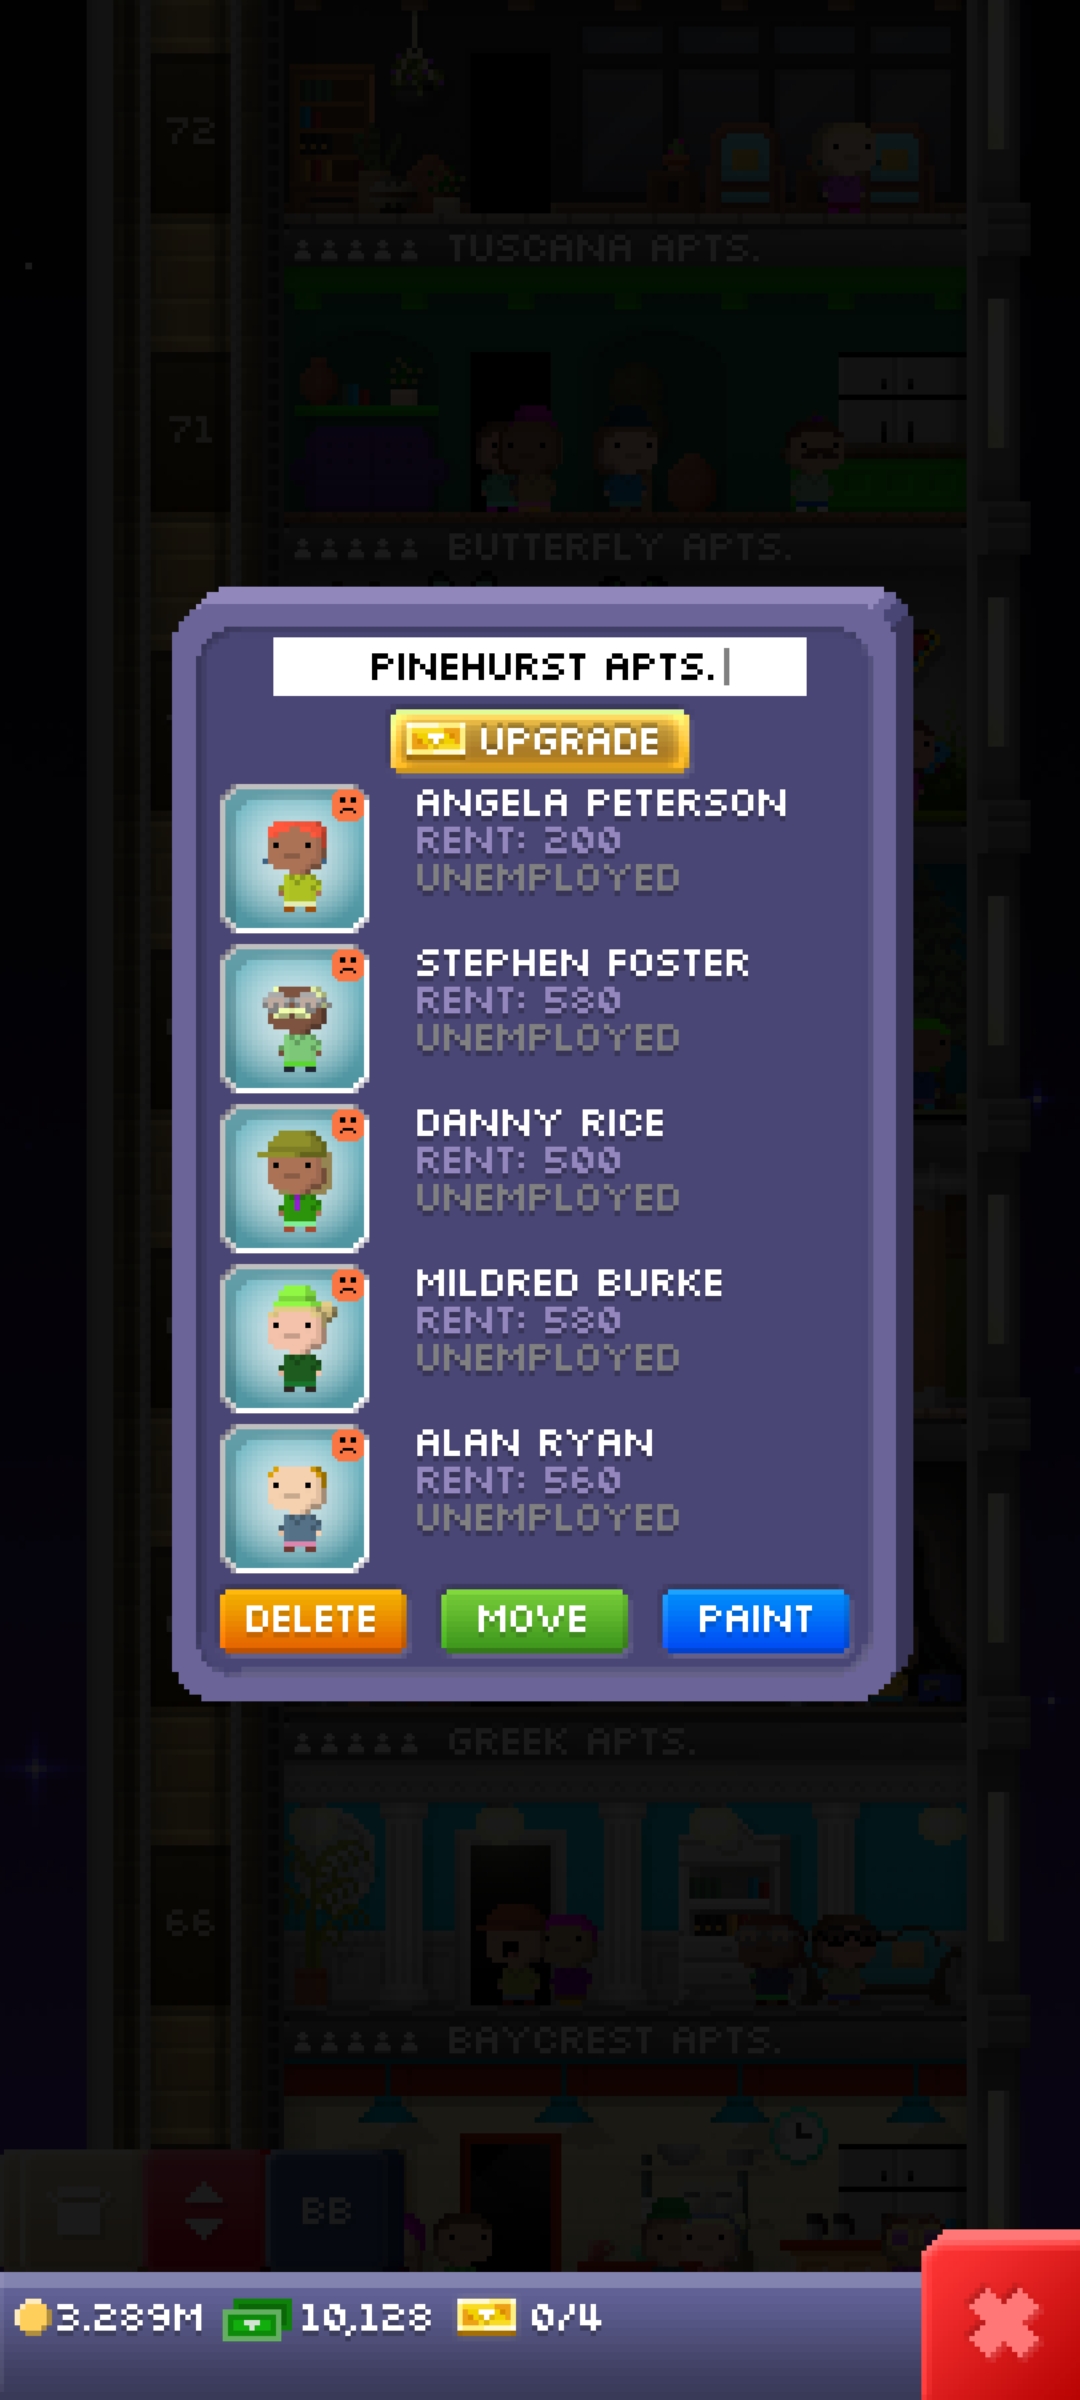 72
TUSCANA APTS.
71
BUTTERFLY APTS.
PINEHURST APTS.
UPGRADE
ANGELA PETERSON
RENT: 200
UNEMPLOYED
STEPHEN FOSTER
RENT: 580
UNEMPLOYED
DANNY RICE
RENT: 500
UNEMPLOYED
MILDRED BURKE
RENT: 580
UNEMPLOYED
ALAN RYAN
RENT: 560
UNEMPLOYED
DELETE MOVE PAINT
GREEK APTS.
66
BAYCREST APTS.
BB
3.289M 10,128 0/4